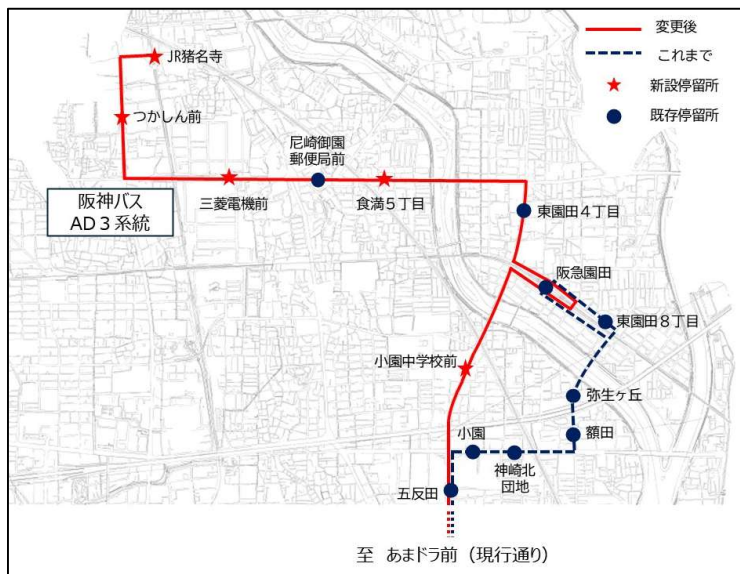 変更後
これまで
新設停留所
既存停留所
JR猪名寺
つかしん前
尼崎御園
郵便局前
三菱電機前
食満5丁目
阪神バス
AD3系統
東園田4丁目
阪急園田
東園田8丁目
小園中学校前
弥生ヶ丘
額田
小園
神崎北
団地
五反田
至 あまドラ前（現行通り）